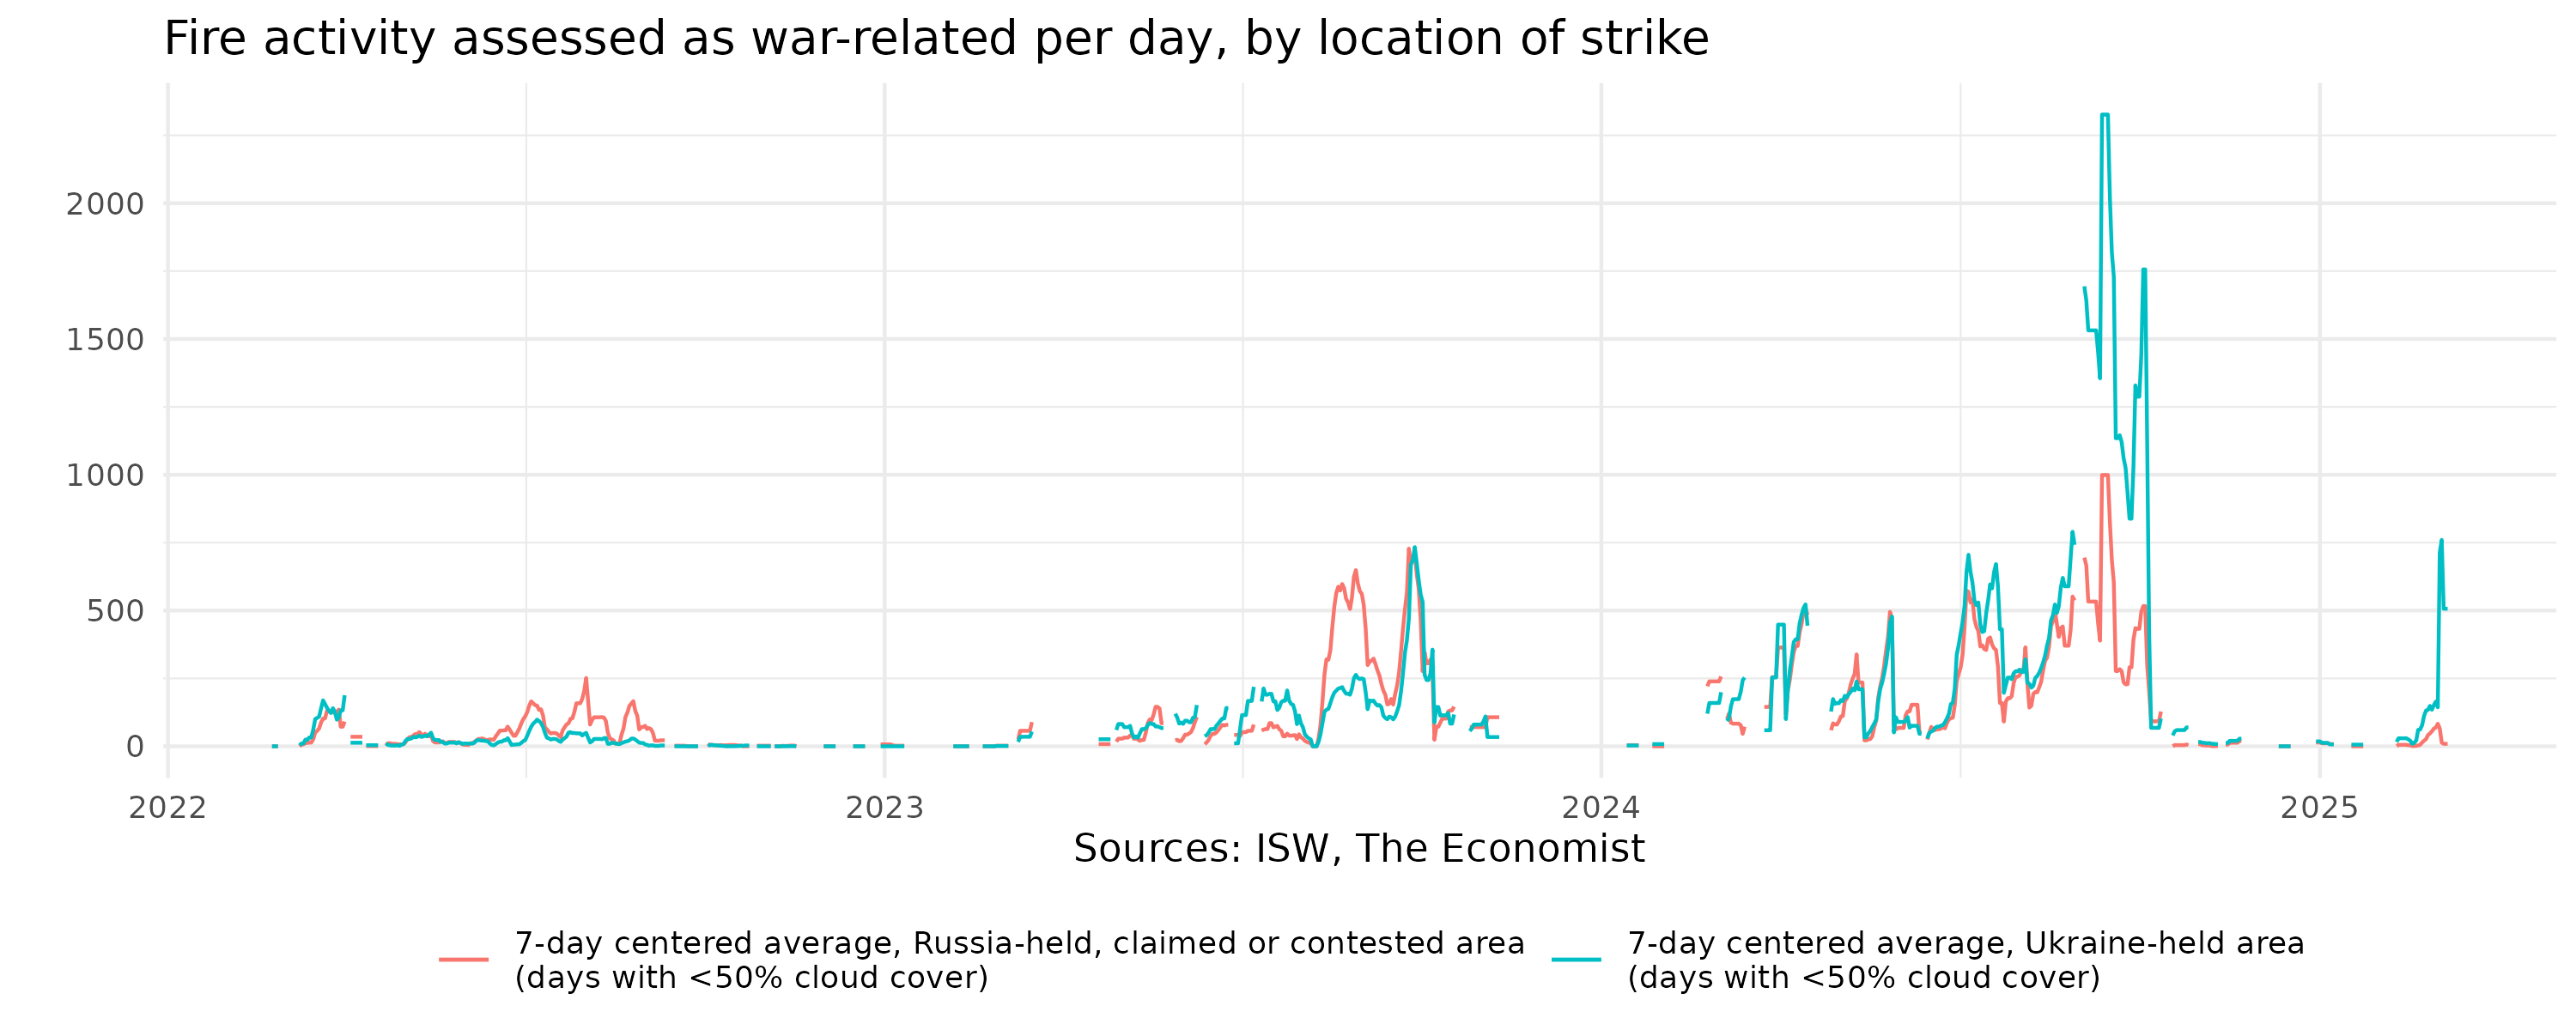 Fire activity assessed as war-related per day, by location of strike
2000
1500
1000
500
0
2022
2023
2024
2025
Sources: ISW, The Economist
7-day centered average, Russia-held, claimed or contested area
(days with <50% cloud cover)
7-day centered average, Ukraine-held area
(days with <50% cloud cover)